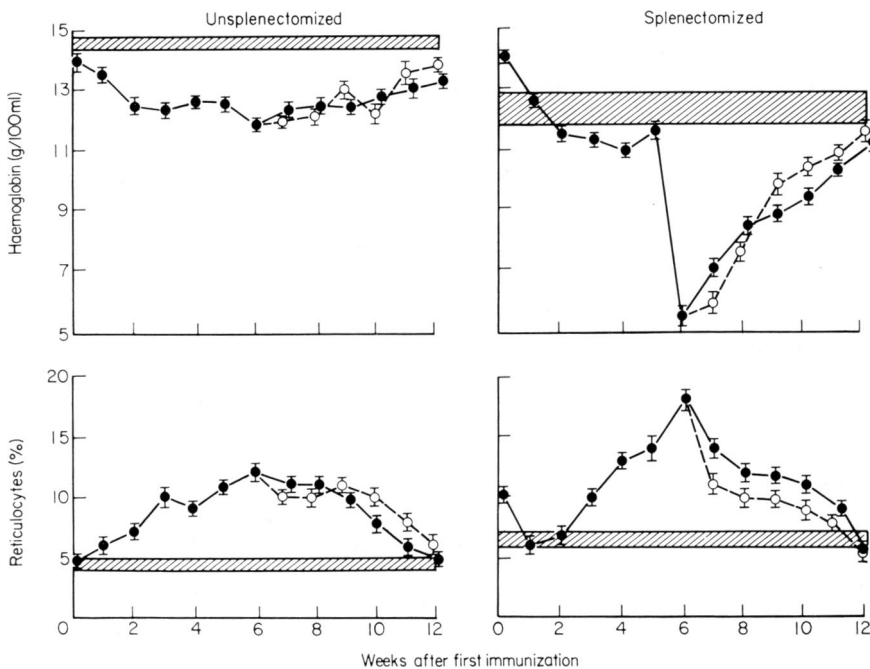 Unsplenectomized
Splenectomized
15
13
11
9
7
5
Haemoglobin (g/100ml)
20
15
10
5
0
Reticulocytes (%)
0 2 4 6 8 10 12
0 2 4 6 8 10 12
Weeks after first immunization